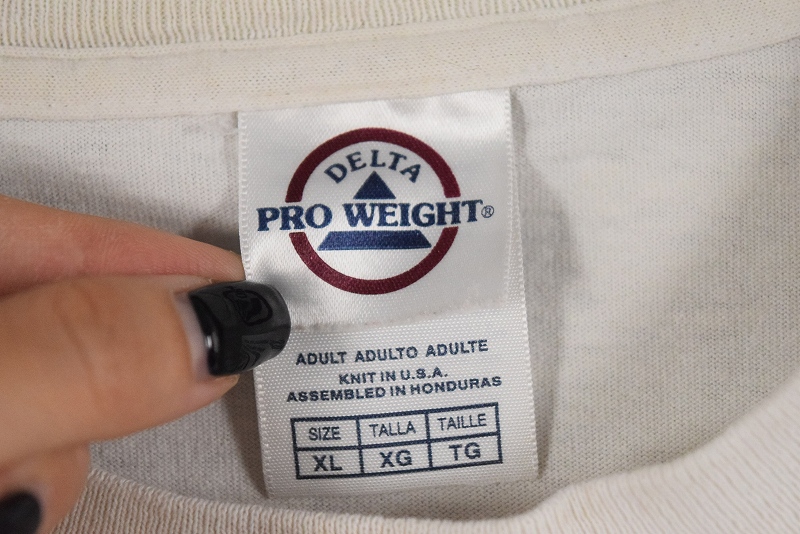 DELTA
PRO WEIGHT®
ADULT ADULTO ADULTE
KNIT IN U.S.A.
ASSEMBLED IN HONDURAS
SIZE TALLA TAILLE
XL XG TG